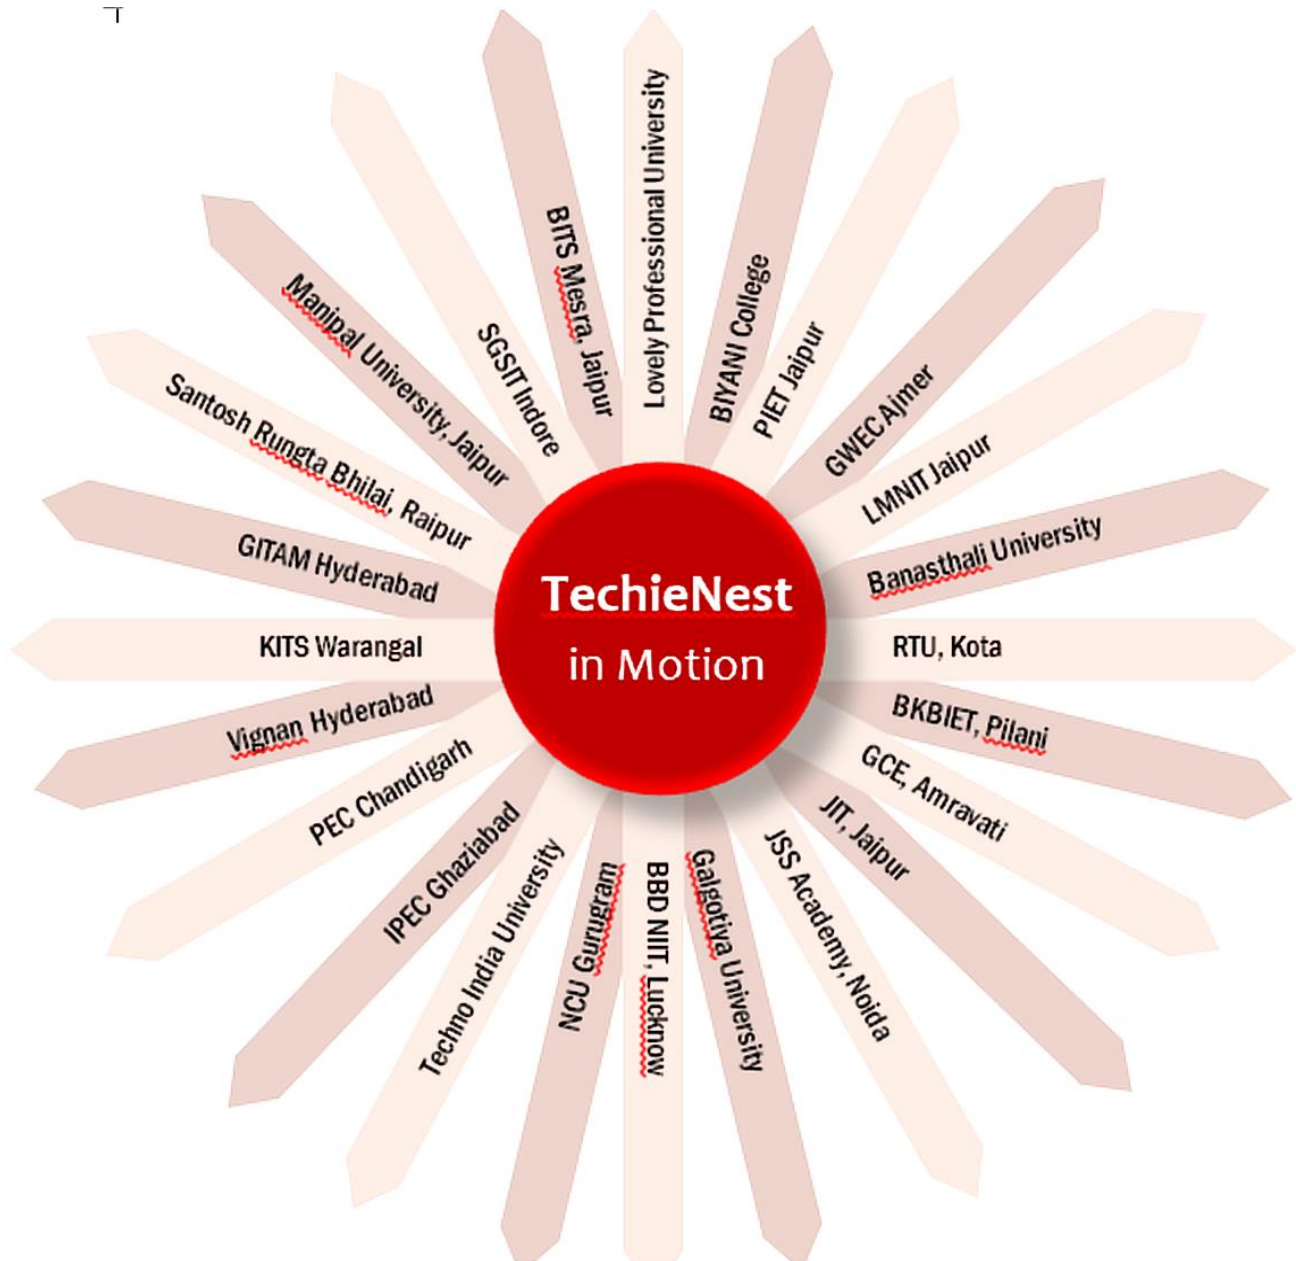 TechieNest
in Motion
Lovely Professional University
BIYANI College
PIET Jaipur
GWEC Ajmer
LMNIT Jaipur
Banasthali University
RTU, Kota
BKBIET, Pilani
GCE, Amravati
JIT, Jaipur
JSS Academy, Noida
Galgotiya University
BBD NIIT, Lucknow
NCU Gurugram
Techno India University
IPEC Ghaziabad
PEC Chandigarh
Vignan Hyderabad
KITS Warangal
GITAM Hyderabad
Santosh Rungta Bhilai, Raipur
Manipal University, Jaipur
SGSIT Indore
BITS Mesra, Jaipur